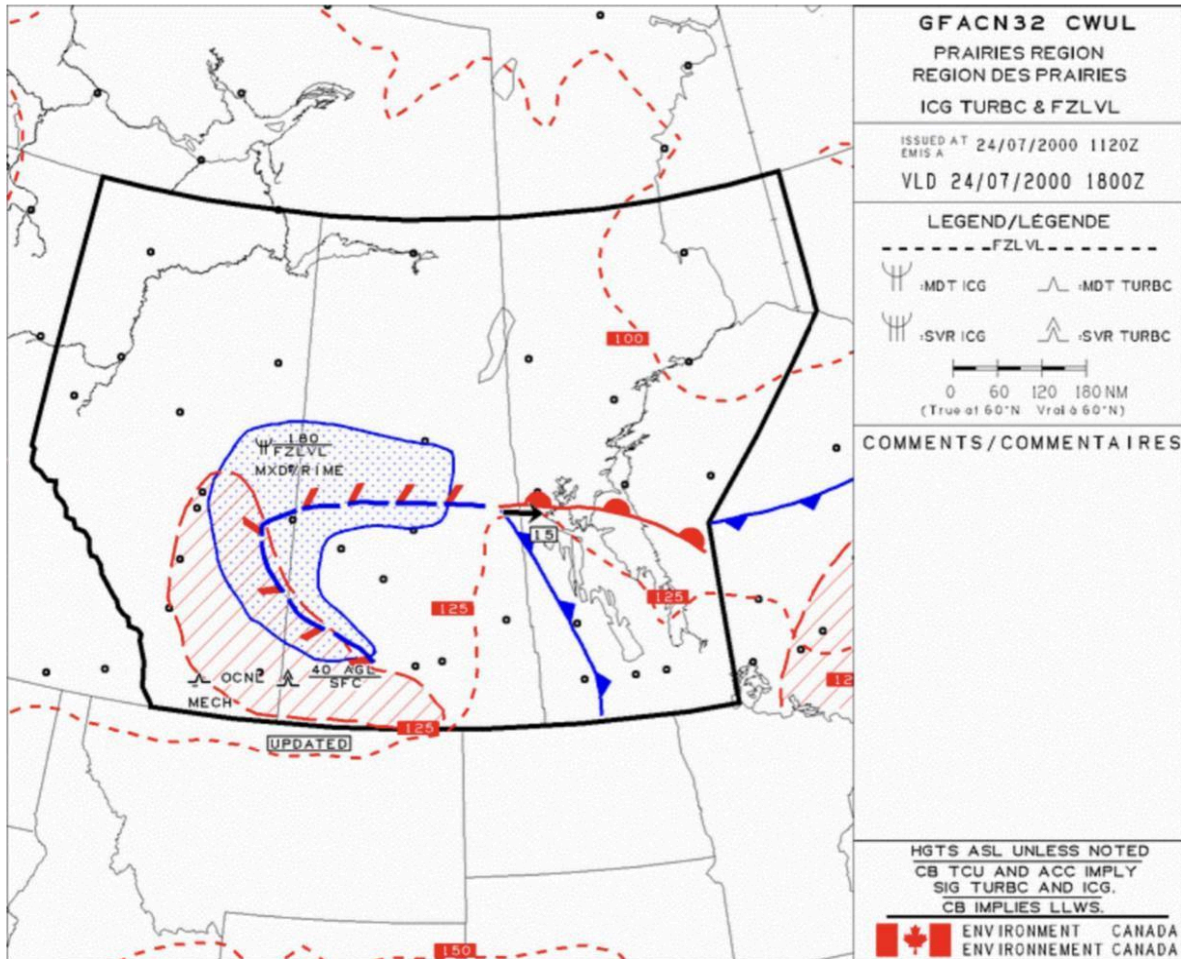 GFACN32 CWUL
PRAIRIES REGION
REGION DES PRAIRIES
ICG TURBC & FZLVL
ISSUED AT
EMIS A
24/07/2000 1120Z
VLD 24/07/2000 1800Z
LEGEND/LÉGENDE
FZLVL
:MDT ICG
:MDT TURBC
:SVR ICG
:SVR TURBC
0 60 120 180 NM
(True at 60°N Vrai à 60°N)
COMMENTS/COMMENTAIRES
100
180
FZLVL
MXD/RIME
15
125
125
40 AGL
SFC
OCNL
MECH
125
UPDATED
12
150
HGTS ASL UNLESS NOTED
CB TCU AND ACC IMPLY
SIG TURBC AND ICG.
CB IMPLIES LLWS.
ENVIRONMENT CANADA
ENVIRONNEMENT CANADA